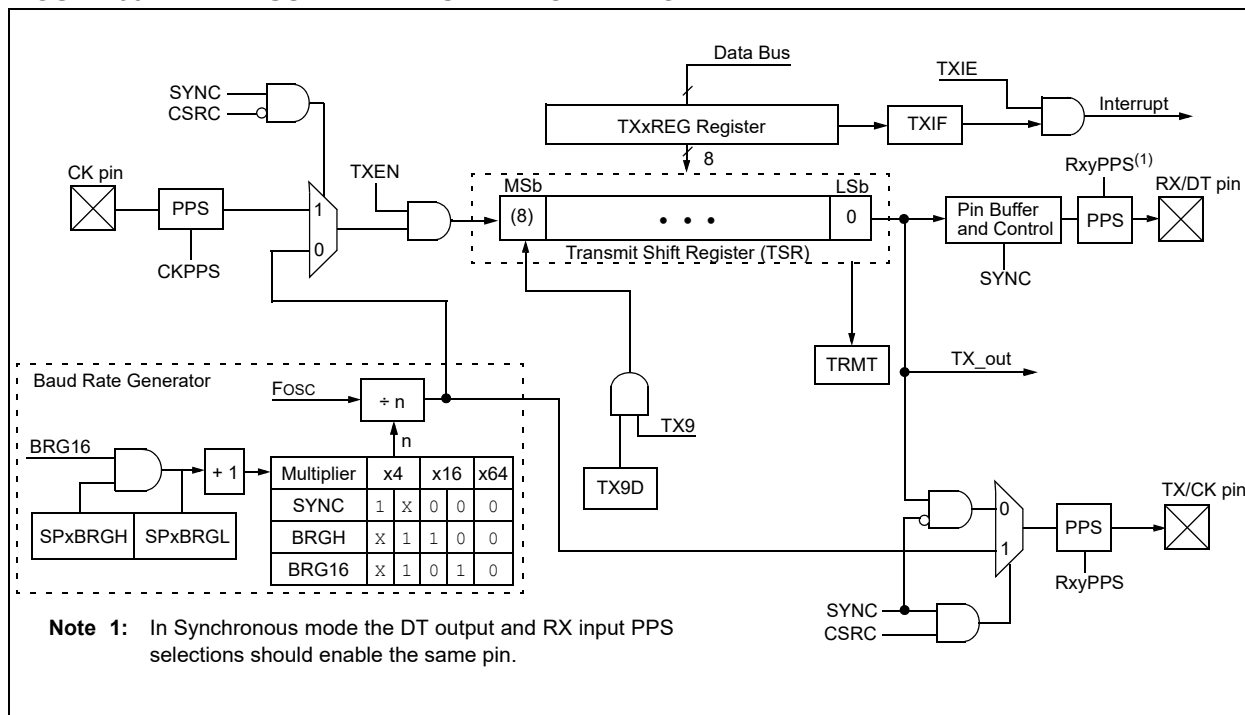 Data Bus
TXIE
SYNC
CSRC
Interrupt
TXxREG Register
TXIF
8
CK pin
TXEN
RxyPPS(1)
MSb
LSb
RX/DT pin
PPS
1
(8)
• • •
0
Pin Buffer
and Control
PPS
0
Transmit Shift Register (TSR)
CKPPS
SYNC
TRMT
TX_out
Baud Rate Generator
FOSC
÷ n
n
TX9
BRG16
+ 1
Multiplier x4 x16 x64
TX9D
SYNC 1 X 0 0 0
TX/CK pin
SPxBRGH SPxBRGL
BRGH X 1 1 0 0
0
PPS
BRG16 X 1 0 1 0
1
RxyPPS
SYNC
CSRC
Note 1: In Synchronous mode the DT output and RX input PPS
selections should enable the same pin.